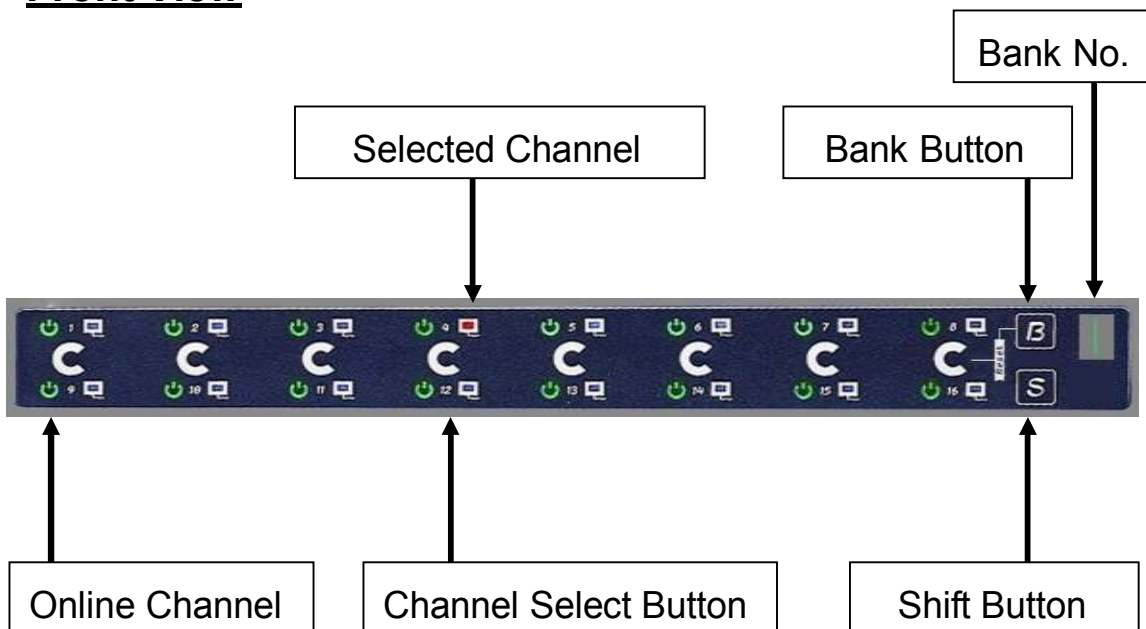 Front View
Bank No.
Selected Channel
Bank Button
1 2 3 4 5 6 7 8
C C C C C C C C
B
Reset
9 10 11 12 13 14 15 16
S
Online Channel
Channel Select Button
Shift Button